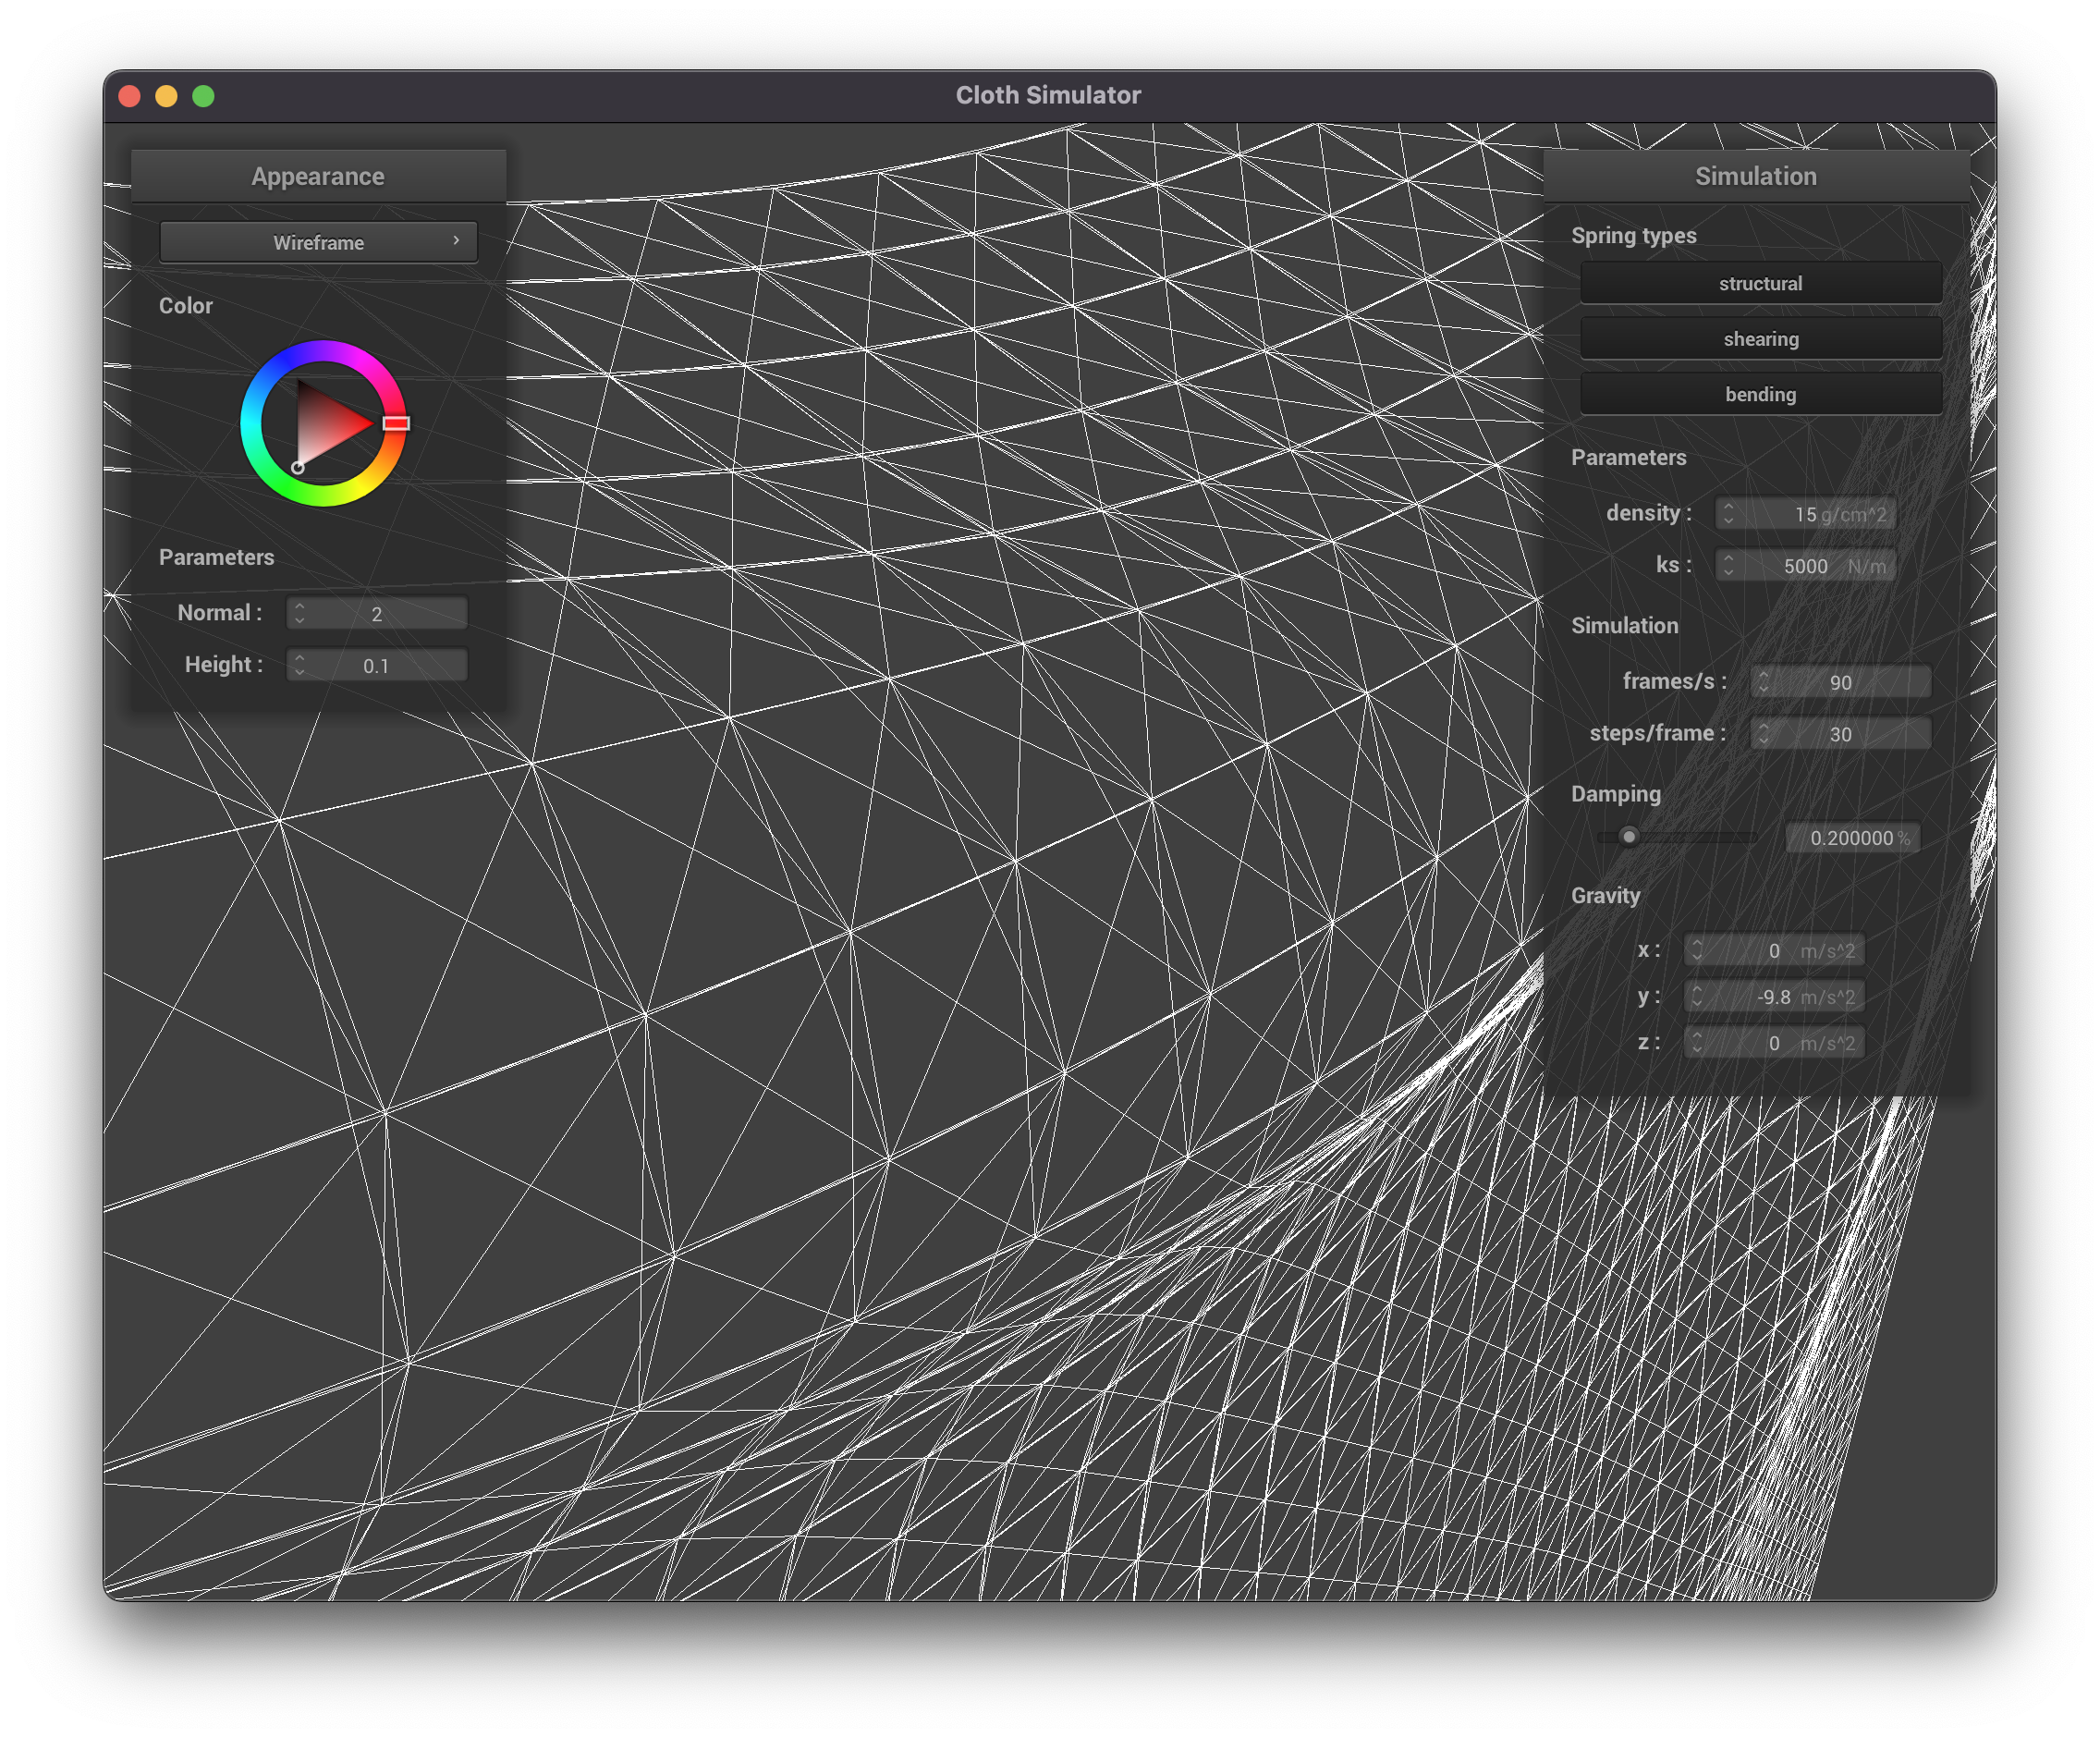 Cloth Simulator
Appearance
Wireframe
Color
Parameters
Normal : 2
Height : 0.1
Simulation
Spring types
structural
shearing
bending
Parameters
density : 15 g/cm^2
ks : 5000 N/m
Simulation
frames/s : 90
steps/frame : 30
Damping
0.200000 %
Gravity
x : 0 m/s^2
y : -9.8 m/s^2
z : 0 m/s^2